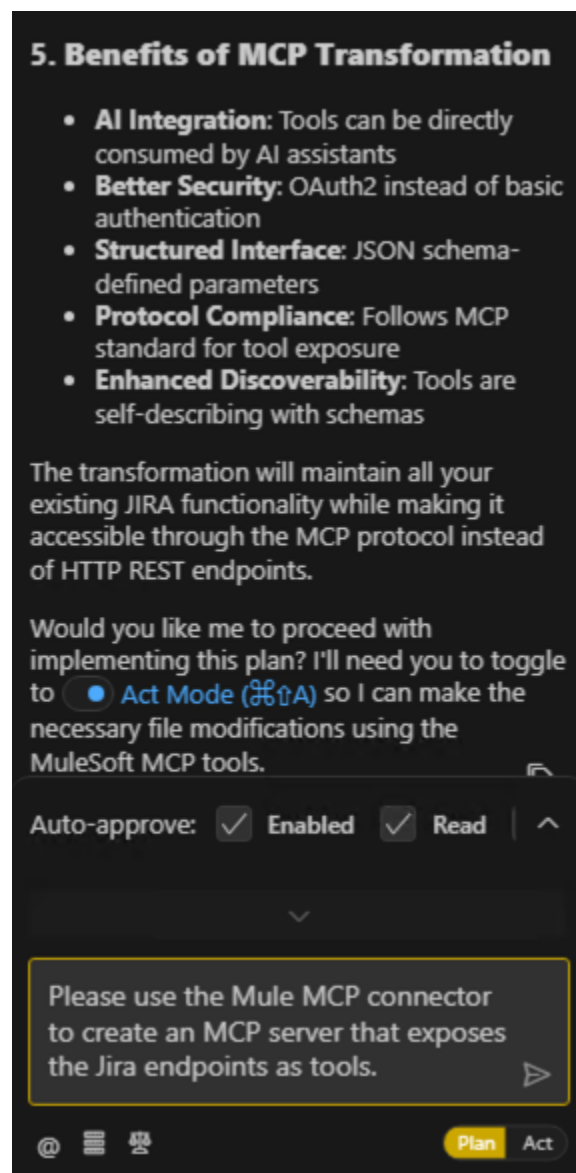 5. Benefits of MCP Transformation
• AI Integration: Tools can be directly
consumed by AI assistants
• Better Security: OAuth2 instead of basic
authentication
• Structured Interface: JSON schema-
defined parameters
• Protocol Compliance: Follows MCP
standard for tool exposure
• Enhanced Discoverability: Tools are
self-describing with schemas
The transformation will maintain all your
existing JIRA functionality while making it
accessible through the MCP protocol instead
of HTTP REST endpoints.
Would you like me to proceed with
implementing this plan? I'll need you to toggle
to Act Mode (⌘⇧A) so I can make the
necessary file modifications using the
MuleSoft MCP tools.
Auto-approve: Enabled Read
Please use the Mule MCP connector
to create an MCP server that exposes
the Jira endpoints as tools.
@ Plan Act